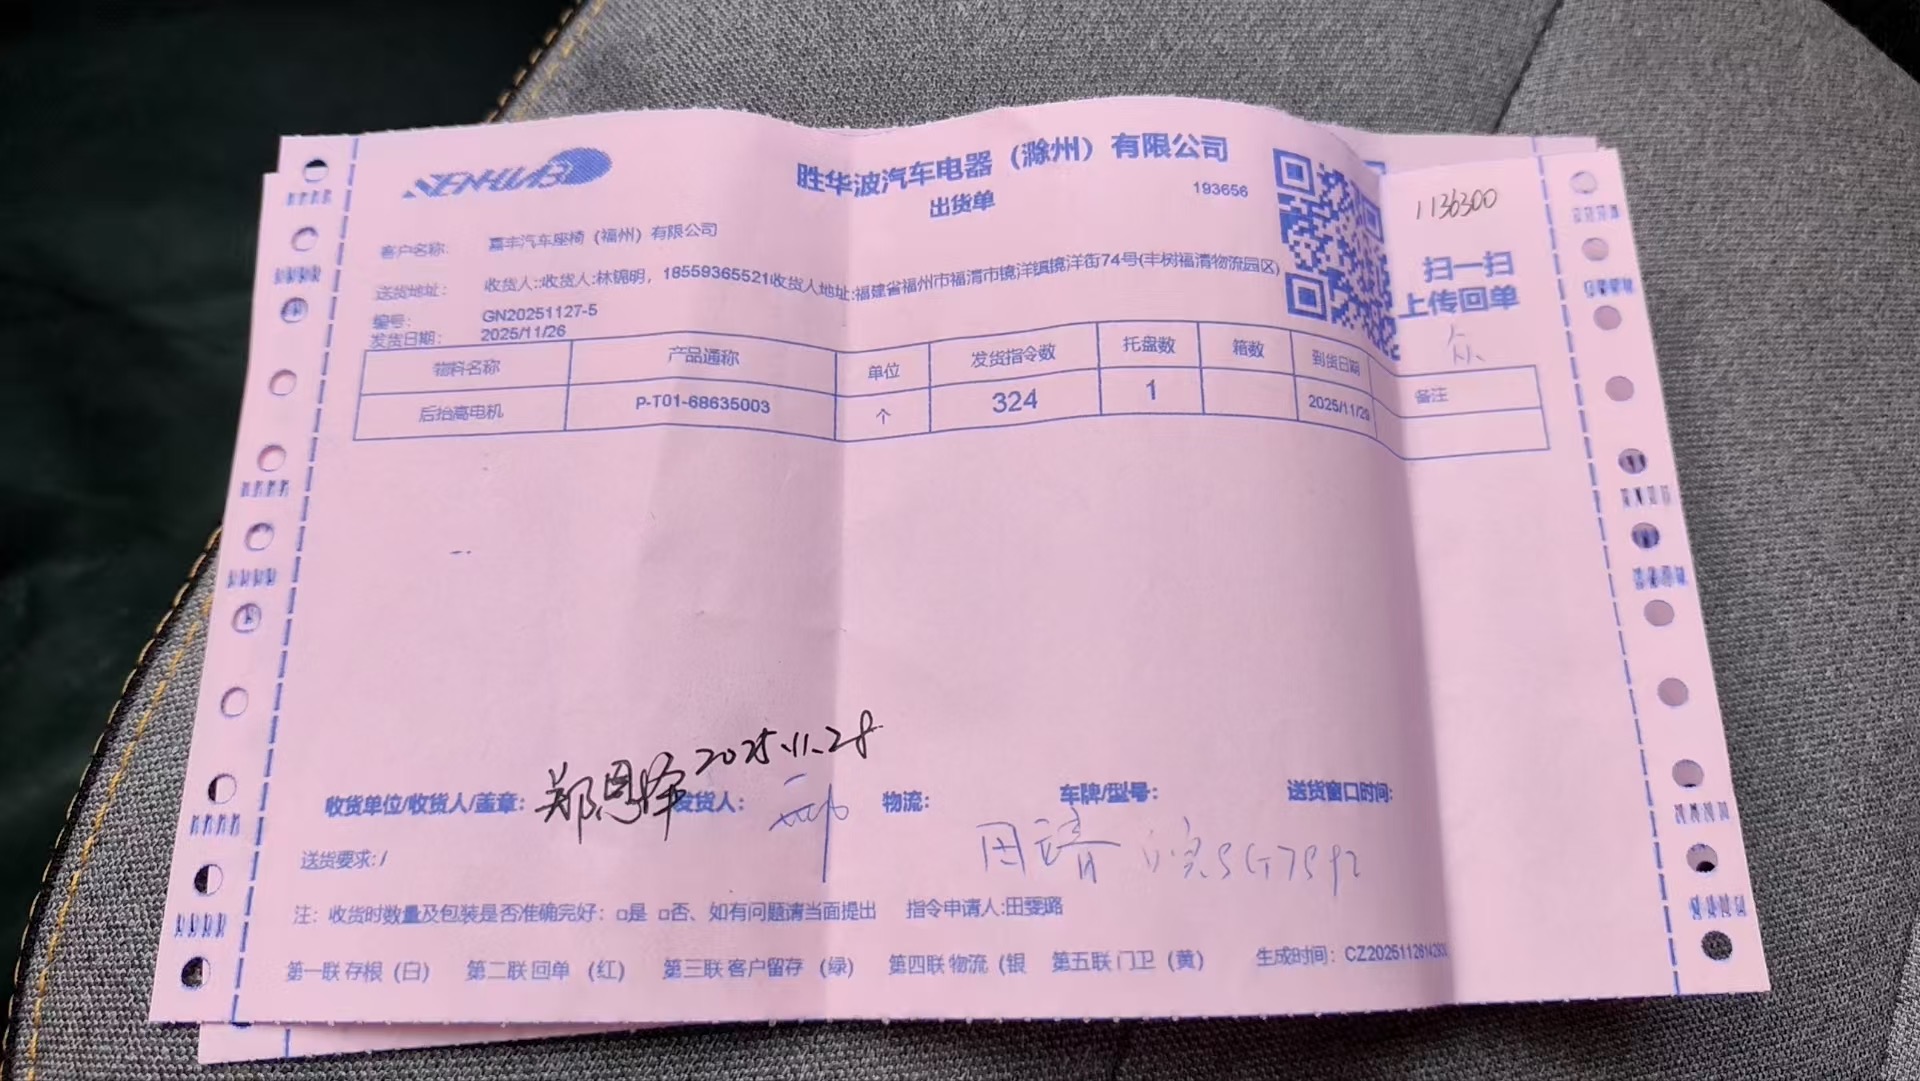 SENHWB
胜华波汽车电器（滁州）有限公司
出货单
193656
1136300
扫一扫
上传回单
客户名称： 嘉丰汽车座椅（福州）有限公司
送货地址： 收货人::收货人:林锦明，18559365521收货人地址:福建省福州市福清市镜洋镇镜洋街74号(丰树福清物流园区)
编号： GN20251127-5
发货日期： 2025/11/26
物料名称 产品通称 单位 发货指令数 托盘数 箱数 到货日期 备注
后抬高电机 P-T01-68635003 个 324 1 2025/11/29
2025.11.28
收货单位/收货人/盖章： 郑恩泽 发货人： 物流： 车牌/型号： 送货窗口时间:
送货要求: /
注：收货时数量及包装是否准确完好：□是 □否、如有问题请当面提出 指令申请人:田雯璐
第一联 存根（白） 第二联 回单 （红） 第三联 客户留存 （绿） 第四联 物流（银 第五联 门卫（黄） 生成时间：